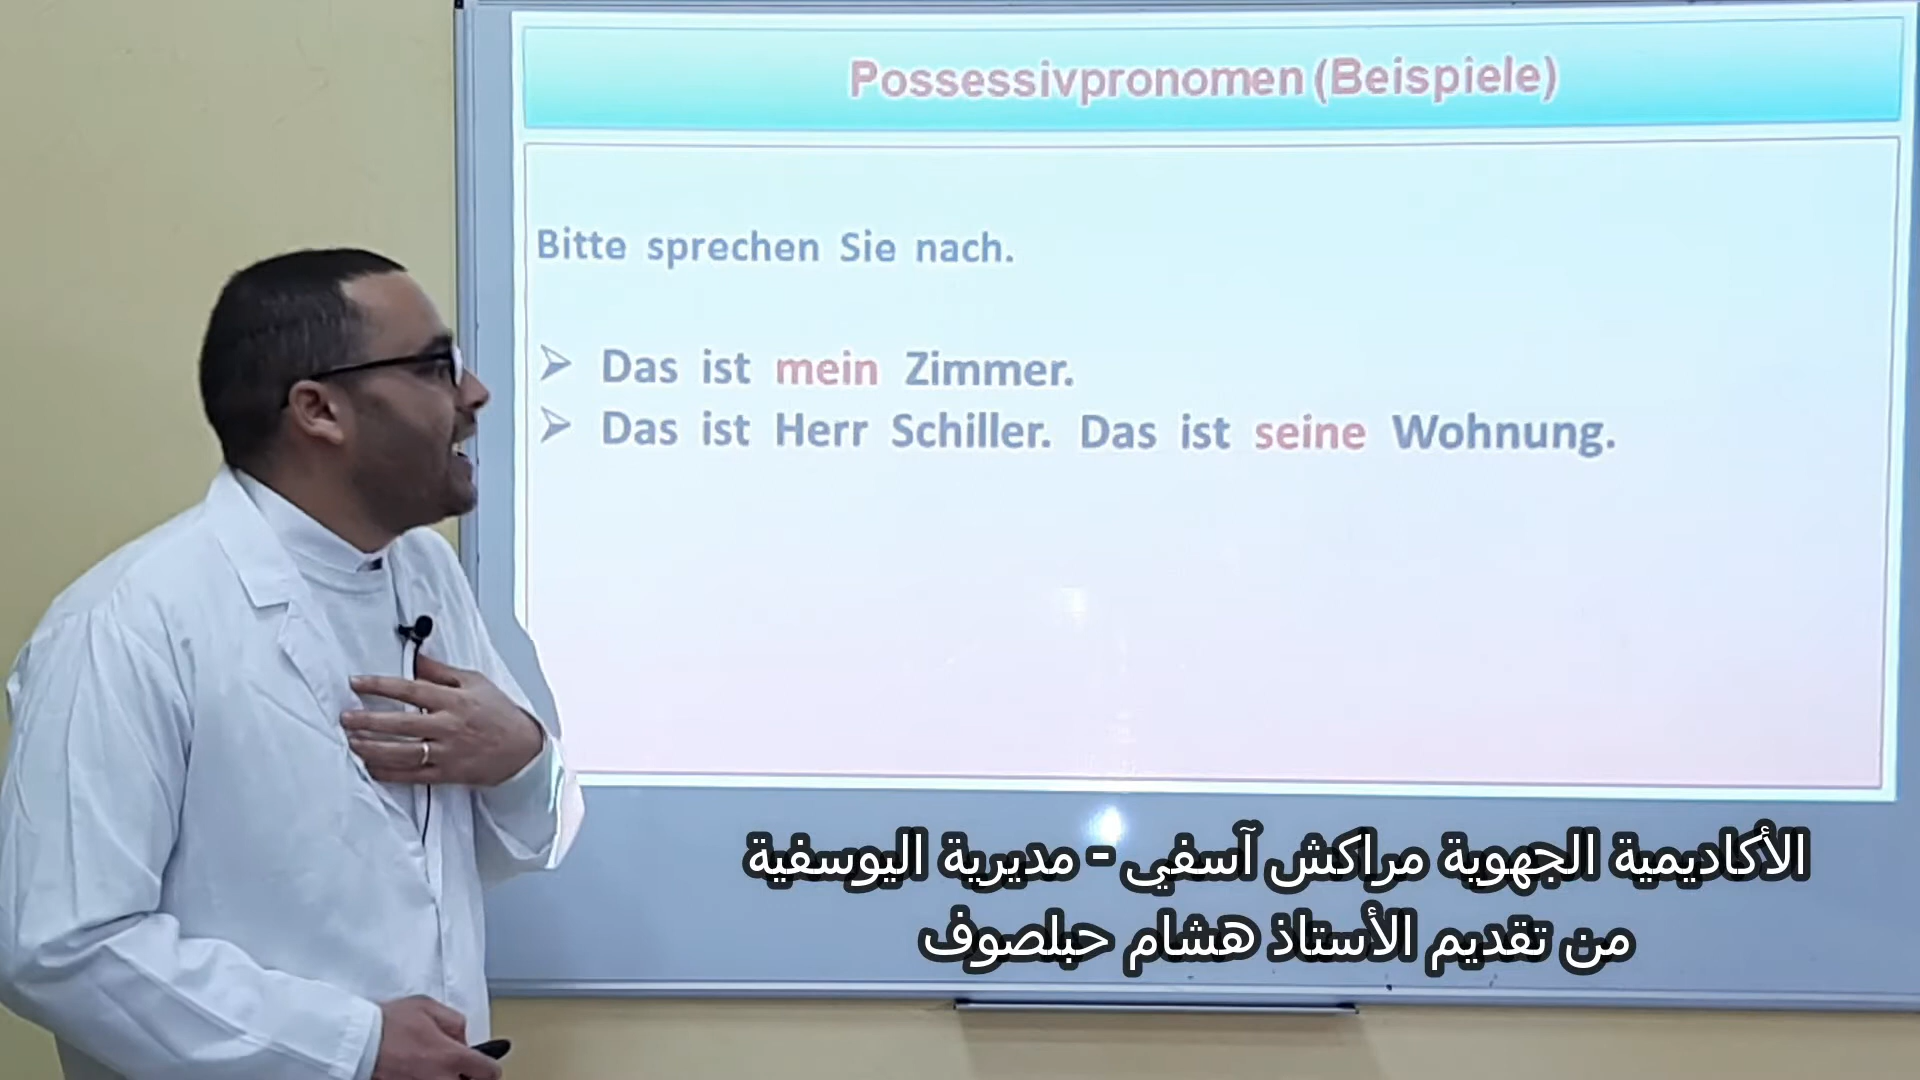 Possessivpronomen (Beispiele)
Bitte sprechen Sie nach.
Das ist mein Zimmer.
Das ist Herr Schiller. Das ist seine Wohnung.
الأكاديمية الجهوية مراكش آسفي - مديرية اليوسفية
من تقديم الأستاذ هشام حبلصوف